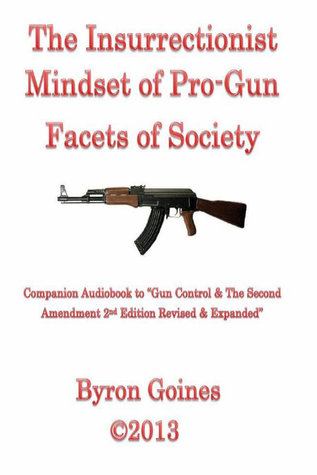 The Insurrectionist
Mindset of Pro-Gun
Facets of Society
Companion Audiobook to “Gun Control & The Second
Amendment 2nd Edition Revised & Expanded”
Byron Goines
©2013